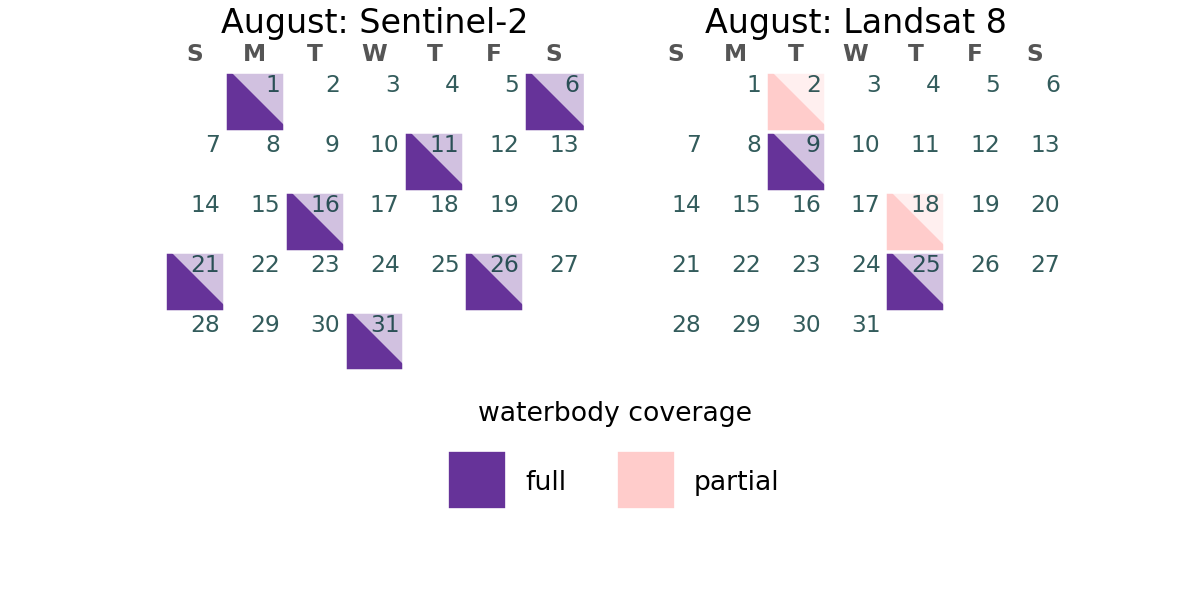 August: Sentinel-2
S M T W T F S
1 2 3 4 5 6
7 8 9 10 11 12 13
14 15 16 17 18 19 20
21 22 23 24 25 26 27
28 29 30 31
August: Landsat 8
S M T W T F S
1 2 3 4 5 6
7 8 9 10 11 12 13
14 15 16 17 18 19 20
21 22 23 24 25 26 27
28 29 30 31
waterbody coverage
full
partial